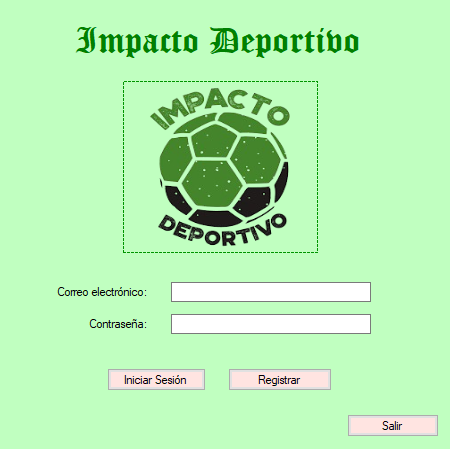 Impacto Deportivo
IMPACTO
DEPORTIVO
Correo electrónico:
Contraseña:
Iniciar Sesión
Registrar
Salir